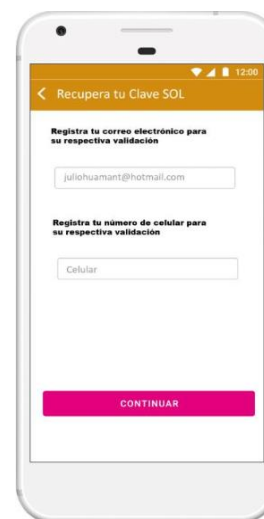 12:00
Recupera tu Clave SOL
Registra tu correo electrónico para
su respectiva validación
juliohuamant@hotmail.com
Registra tu número de celular para
su respectiva validación
Celular
CONTINUAR